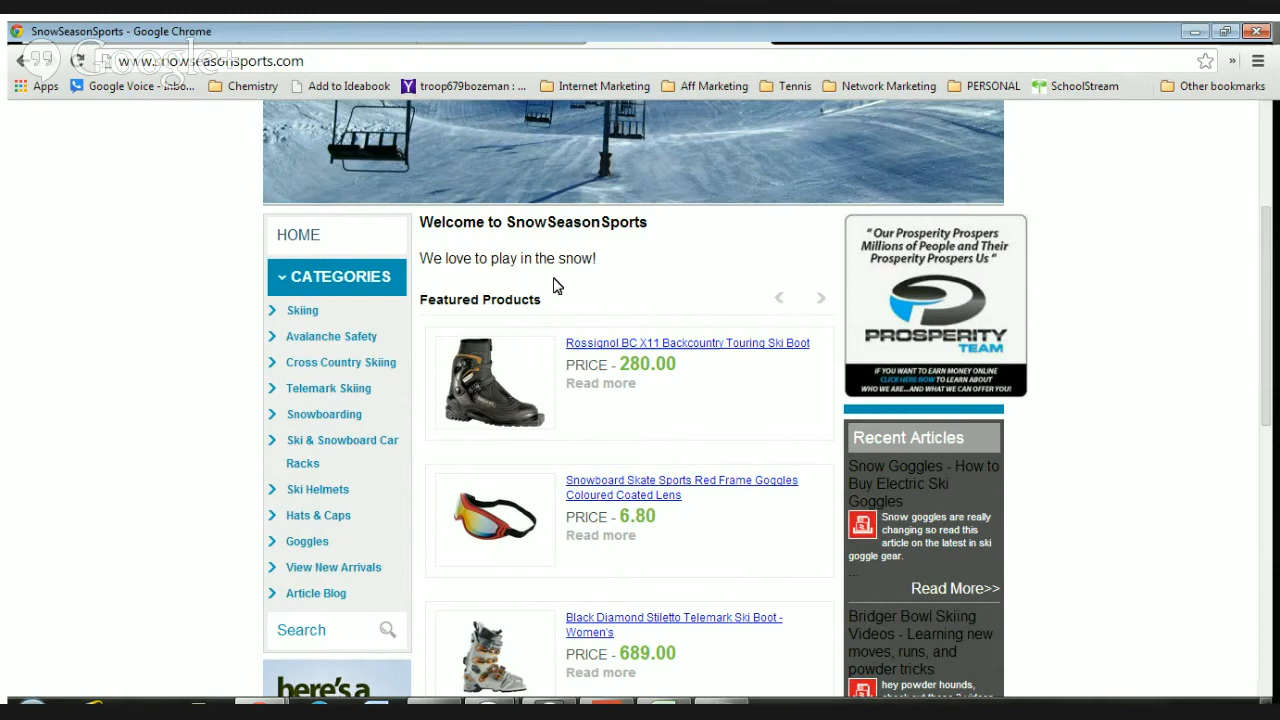 SnowSeasonSports - Google Chrome
Google+
www.snowseasonsports.com
Apps
Google Voice - Inbo...
Chemistry
Add to Ideabook
troop679bozeman : ...
Internet Marketing
Aff Marketing
Tennis
Network Marketing
PERSONAL
SchoolStream
Other bookmarks
HOME
CATEGORIES
Skiing
Avalanche Safety
Cross Country Skiing
Telemark Skiing
Snowboarding
Ski & Snowboard Car
Racks
Ski Helmets
Hats & Caps
Goggles
View New Arrivals
Article Blog
Search
here's a
Welcome to SnowSeasonSports
We love to play in the snow!
Featured Products
Rossignol BC X11 Backcountry Touring Ski Boot
PRICE - 280.00
Read more
Snowboard Skate Sports Red Frame Goggles
Coloured Coated Lens
PRICE - 6.80
Read more
Black Diamond Stiletto Telemark Ski Boot -
Women's
PRICE - 689.00
Read more
“ Our Prosperity Prospers
Millions of People and Their
Prosperity Prospers Us ”
PROSPERITY
TEAM
IF YOU WANT TO EARN MONEY ONLINE
CLICK HERE NOW TO LEARN ABOUT
WHO WE ARE...AND WHAT WE CAN OFFER YOU!
Recent Articles
Snow Goggles - How to
Buy Electric Ski
Goggles
Snow goggles are really
changing so read this
article on the latest in ski
goggle gear.
...
Read More>>
Bridger Bowl Skiing
Videos - Learning new
moves, runs, and
powder tricks
hey powder hounds,
check out these 2 videos